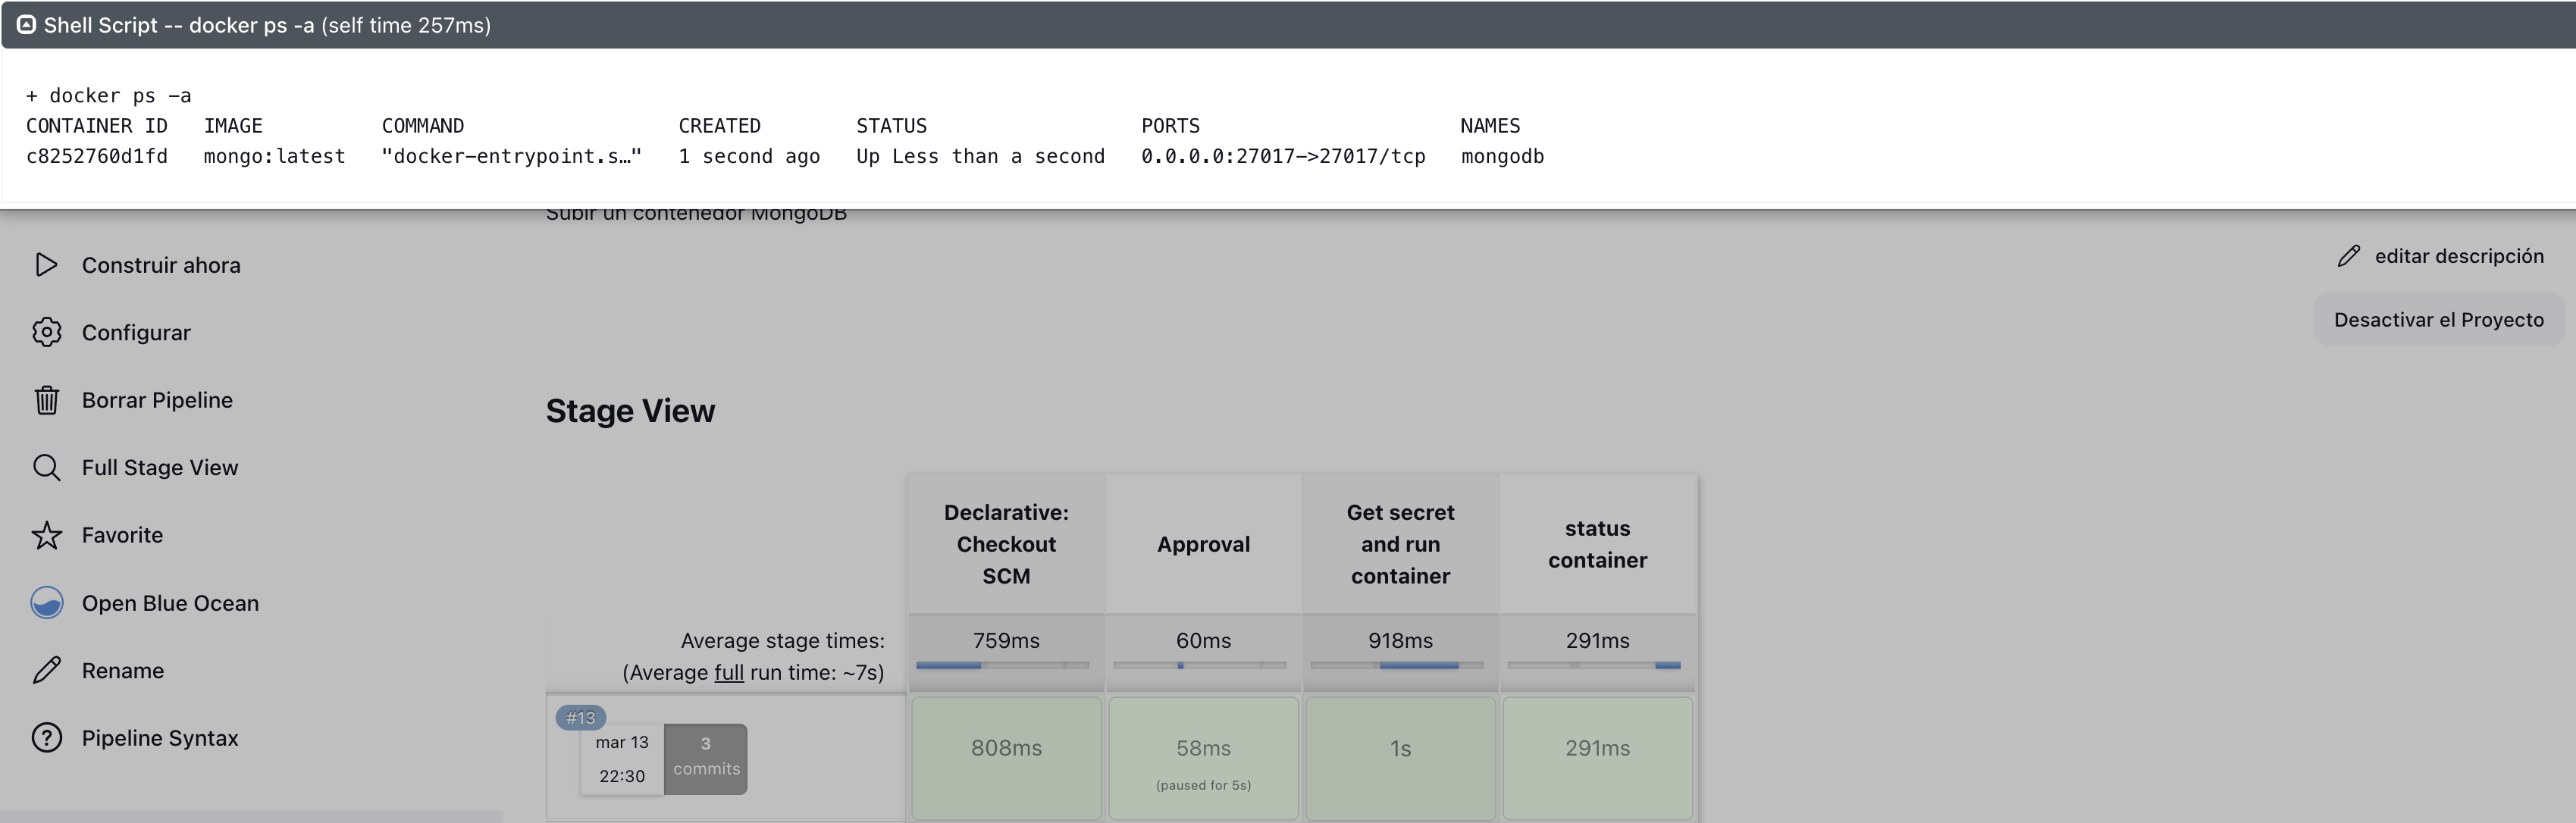 Shell Script -- docker ps -a (self time 257ms)
+ docker ps -a
CONTAINER ID IMAGE COMMAND CREATED STATUS PORTS NAMES
c8252760d1fd mongo:latest "docker-entrypoint.s…" 1 second ago Up Less than a second 0.0.0.0:27017->27017/tcp mongodb
Subir un contenedor MongoDB
Construir ahora
Configurar
Borrar Pipeline
Full Stage View
Favorite
Open Blue Ocean
Rename
Pipeline Syntax
editar descripción
Desactivar el Proyecto
Stage View
Declarative:
Checkout
SCM
Approval
Get secret
and run
container
status
container
Average stage times:
(Average full run time: ~7s)
759ms
60ms
918ms
291ms
#13
mar 13
22:30
3
commits
808ms
58ms
(paused for 5s)
1s
291ms